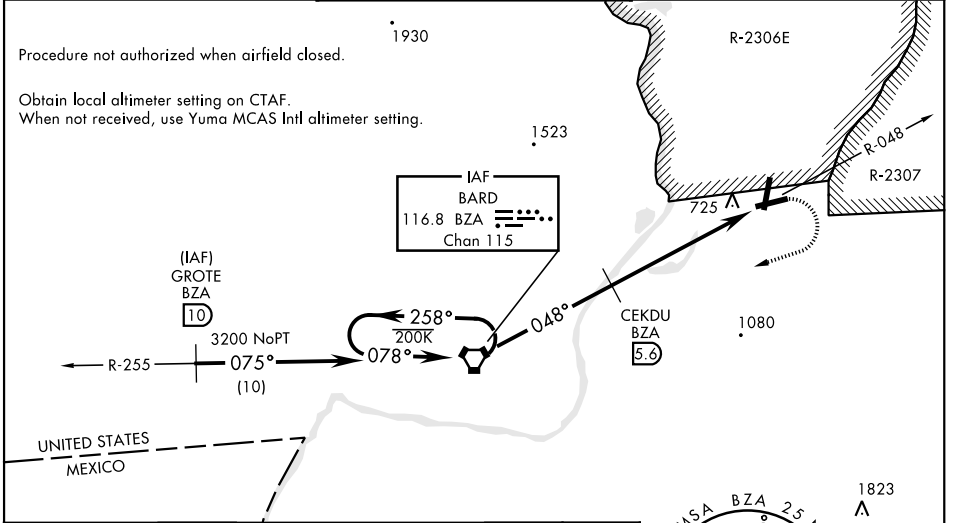 1930
R-2306E
Procedure not authorized when airfield closed.
Obtain local altimeter setting on CTAF.
When not received, use Yuma MCAS Intl altimeter setting.
1523
R-048
R-2307
IAF
BARD
116.8 BZA
Chan 115
725
(IAF)
GROTE
BZA
10
3200 NoPT
R-255
075°
(10)
258°
200K
078°
048°
CEKDU
BZA
5.6
1080
UNITED STATES
MEXICO
1823
MSA BZA 25